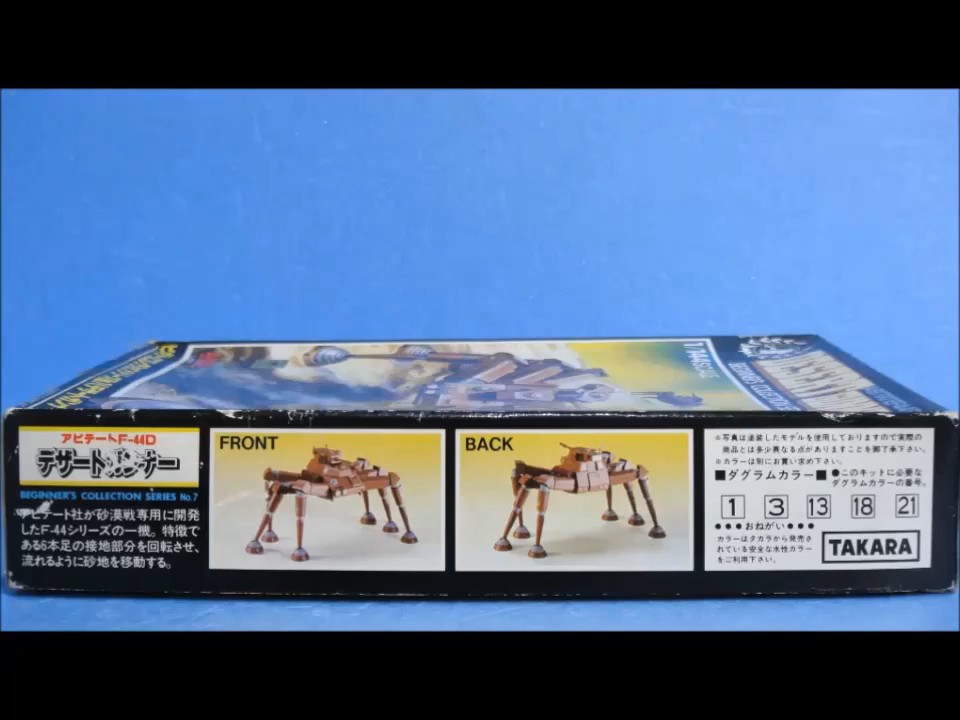 アビテートF-44D
デザートガンナー
BEGINNER'S COLLECTION SERIES No.7
アビテート社が砂漠戦専用に開発
したF-44シリーズの一機。特徴で
ある6本足の接地部分を回転させ、
流れるように砂地を移動する。
FRONT
BACK
※写真は塗装したモデルを使用しておりますので実際の
商品とは多少異なる点がありますことを御了承下さい。
※カラーは別にお買い求め下さい。
■ダグラムカラー■
●このキットに必要な
ダグラムカラーの番号。
1 3 13 18 21
●●●おねがい●●●
カラーはタカラから発売さ
れている安全な水性カラー
をご利用下さい。
TAKARA